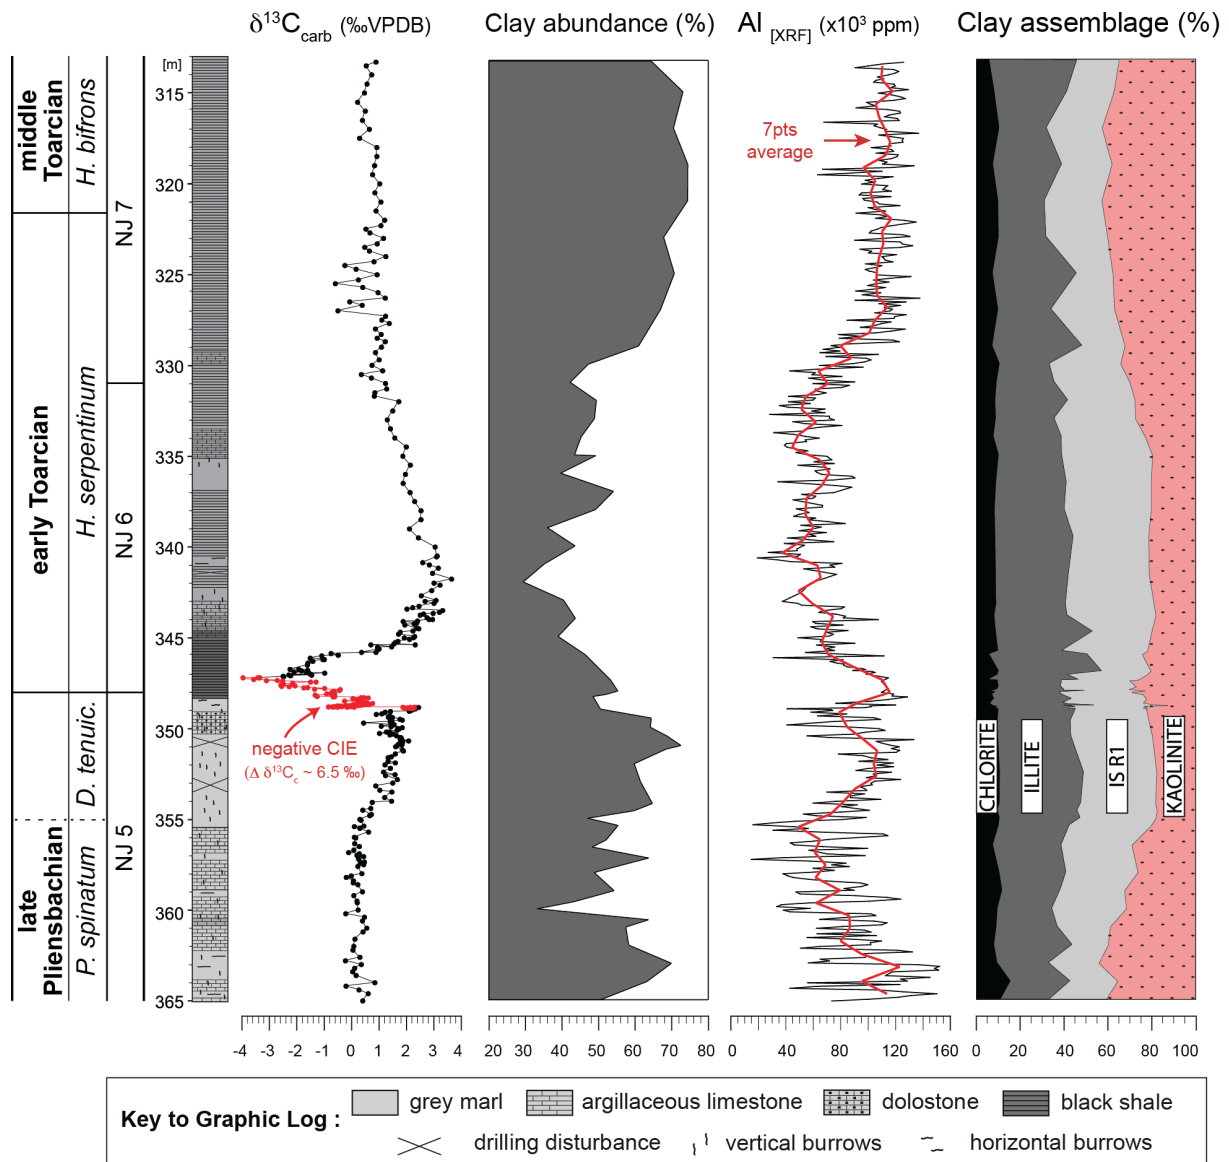 δ13Ccarb (‰VPDB)
Clay abundance (%)
Al [XRF] (x10³ ppm)
Clay assemblage (%)
[m]
middle
Toarcian
H. bifrons
NJ 7
early Toarcian
H. serpentinum
NJ 6
D. tenuic.
late
Pliensbachian
P. spinatum
NJ 5
315
320
325
330
335
340
345
350
355
360
365
7pts
average
negative CIE
(Δ δ13Cc ~ 6.5 ‰)
CHLORITE
ILLITE
IS R1
KAOLINITE
-4 -3 -2 -1 0 1 2 3 4
20 30 40 50 60 70 80
0 40 80 120 160
0 20 40 60 80 100
Key to Graphic Log :
grey marl
argillaceous limestone
dolostone
black shale
drilling disturbance
vertical burrows
horizontal burrows